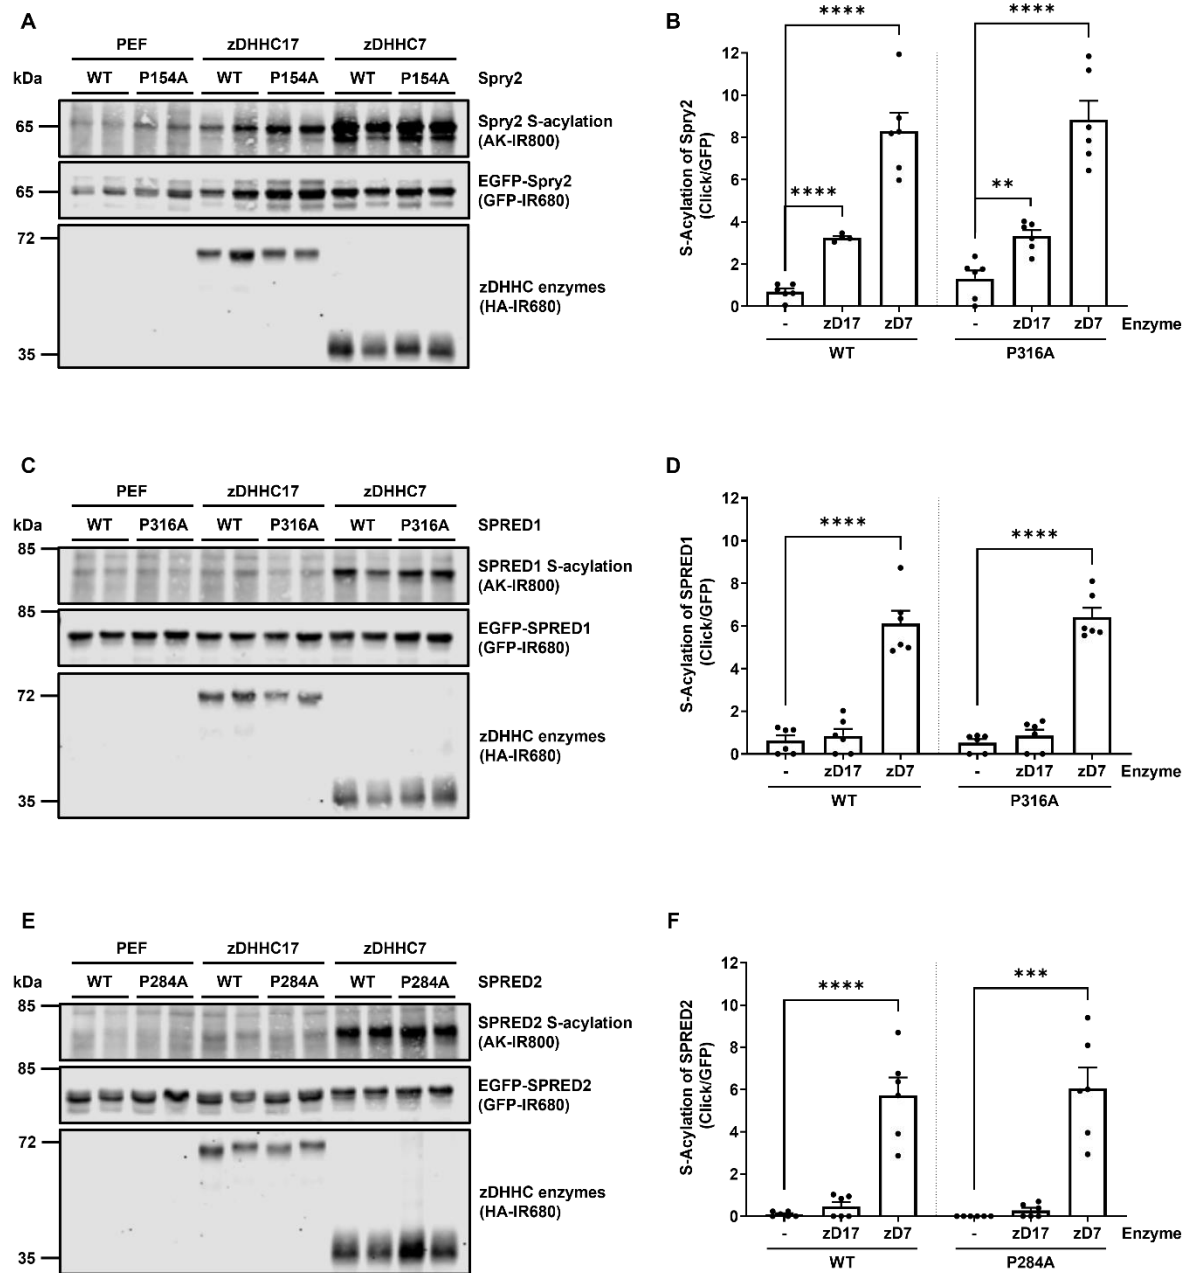 A
PEF zDHHC17 zDHHC7
kDa WT P154A WT P154A WT P154A Spry2
65 Spry2 S-acylation
(AK-IR800)
65 EGFP-Spry2
(GFP-IR680)
72
zDHHC enzymes
(HA-IR680)
35
B
**** ****
**** **
S-Acylation of Spry2
(Click/GFP)
12
10
8
6
4
2
0
- zD17 zD7 - zD17 zD7 Enzyme
WT P316A
C
PEF zDHHC17 zDHHC7
kDa WT P316A WT P316A WT P316A SPRED1
85
SPRED1 S-acylation
(AK-IR800)
85
EGFP-SPRED1
(GFP-IR680)
72
zDHHC enzymes
(HA-IR680)
35
D
**** ****
S-Acylation of SPRED1
(Click/GFP)
12
10
8
6
4
2
0
- zD17 zD7 - zD17 zD7 Enzyme
WT P316A
E
PEF zDHHC17 zDHHC7
kDa WT P284A WT P284A WT P284A SPRED2
85
SPRED2 S-acylation
(AK-IR800)
85
EGFP-SPRED2
(GFP-IR680)
72
zDHHC enzymes
(HA-IR680)
35
F
**** ***
S-Acylation of SPRED2
(Click/GFP)
12
10
8
6
4
2
0
- zD17 zD7 - zD17 zD7 Enzyme
WT P284A